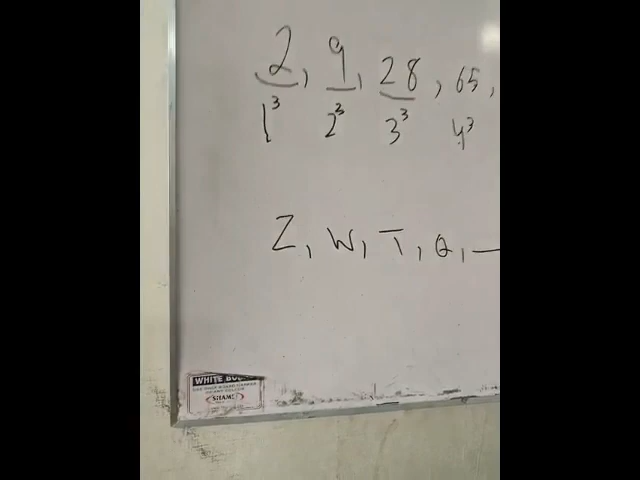 2, 9, 28, 65,
1³ 2³ 3³ 4³
Z, W, T, Q, _
WHITE BO